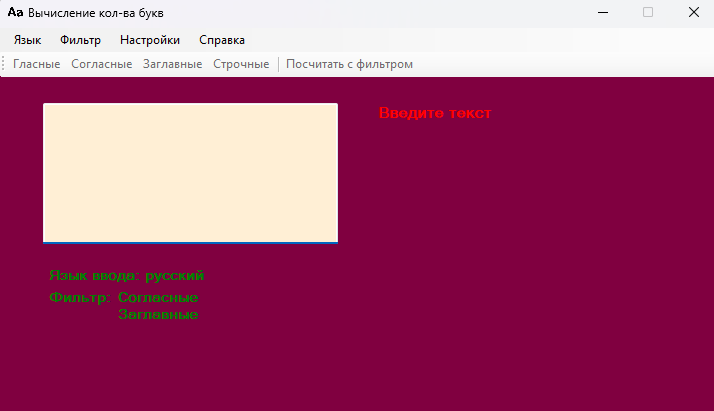 Aa Вычисление кол-ва букв
Язык Фильтр Настройки Справка
Гласные Согласные Заглавные Строчные Посчитать с фильтром
Введите текст
Язык ввода: русский
Фильтр: Согласные
Заглавные